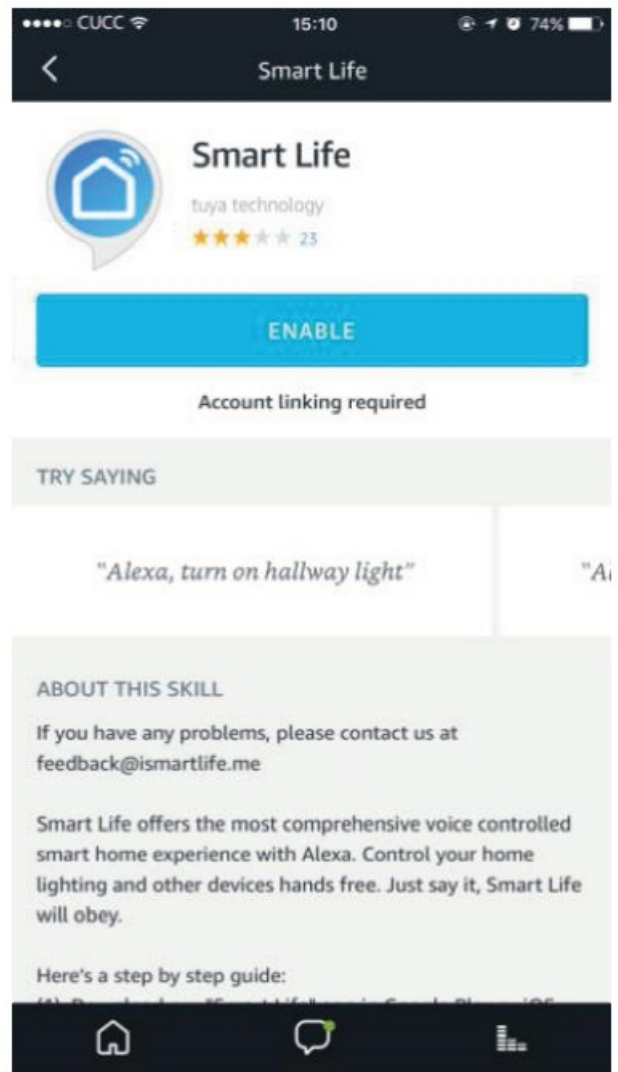 CUCC 15:10 74%
Smart Life
Smart Life
tuya technology
23
ENABLE
Account linking required
TRY SAYING
"Alexa, turn on hallway light" "Al
ABOUT THIS SKILL
If you have any problems, please contact us at
feedback@ismartlife.me
Smart Life offers the most comprehensive voice controlled
smart home experience with Alexa. Control your home
lighting and other devices hands free. Just say it, Smart Life
will obey.
Here's a step by step guide: